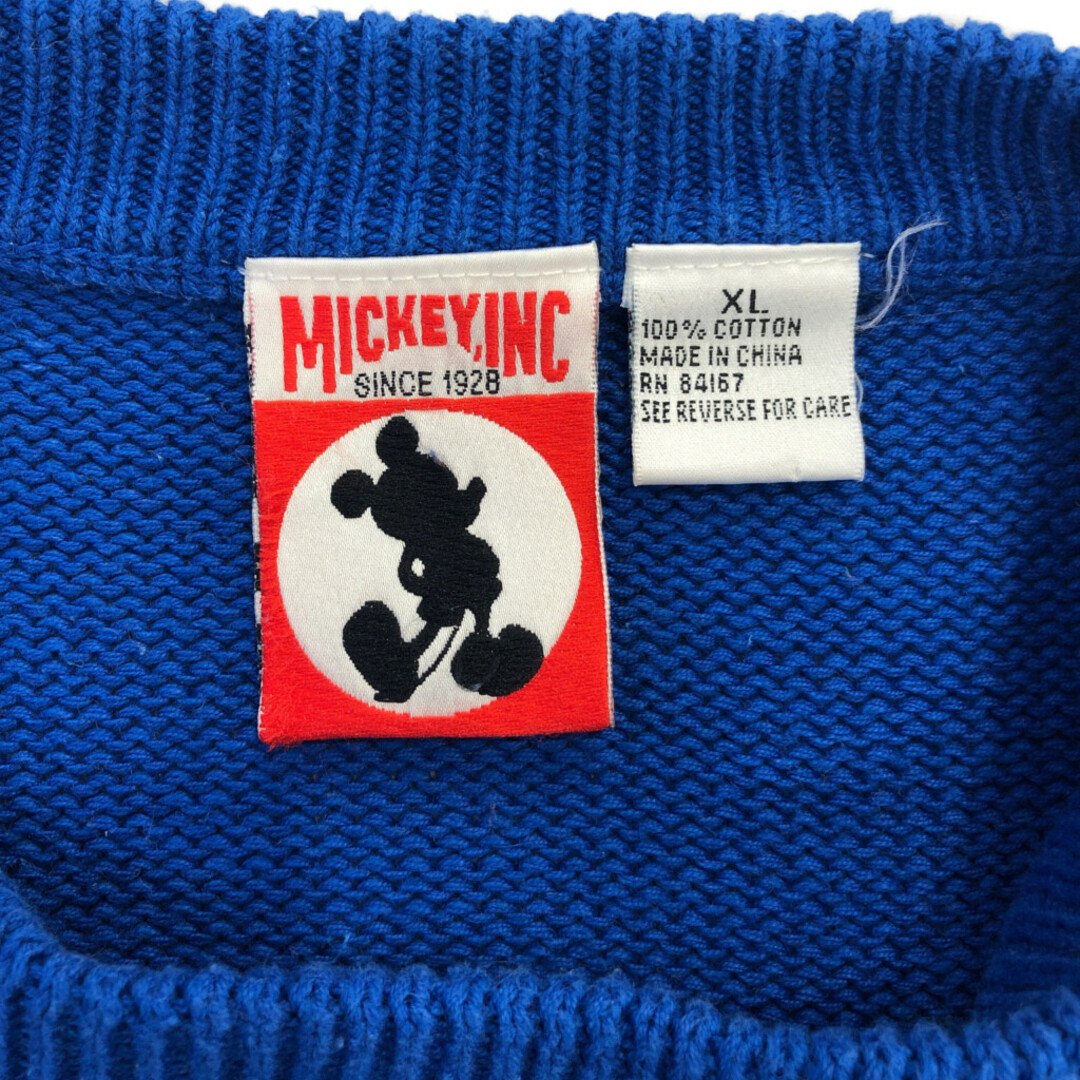 MICKEY, INC
SINCE 1928
XL
100% COTTON
MADE IN CHINA
RN 84167
SEE REVERSE FOR CARE